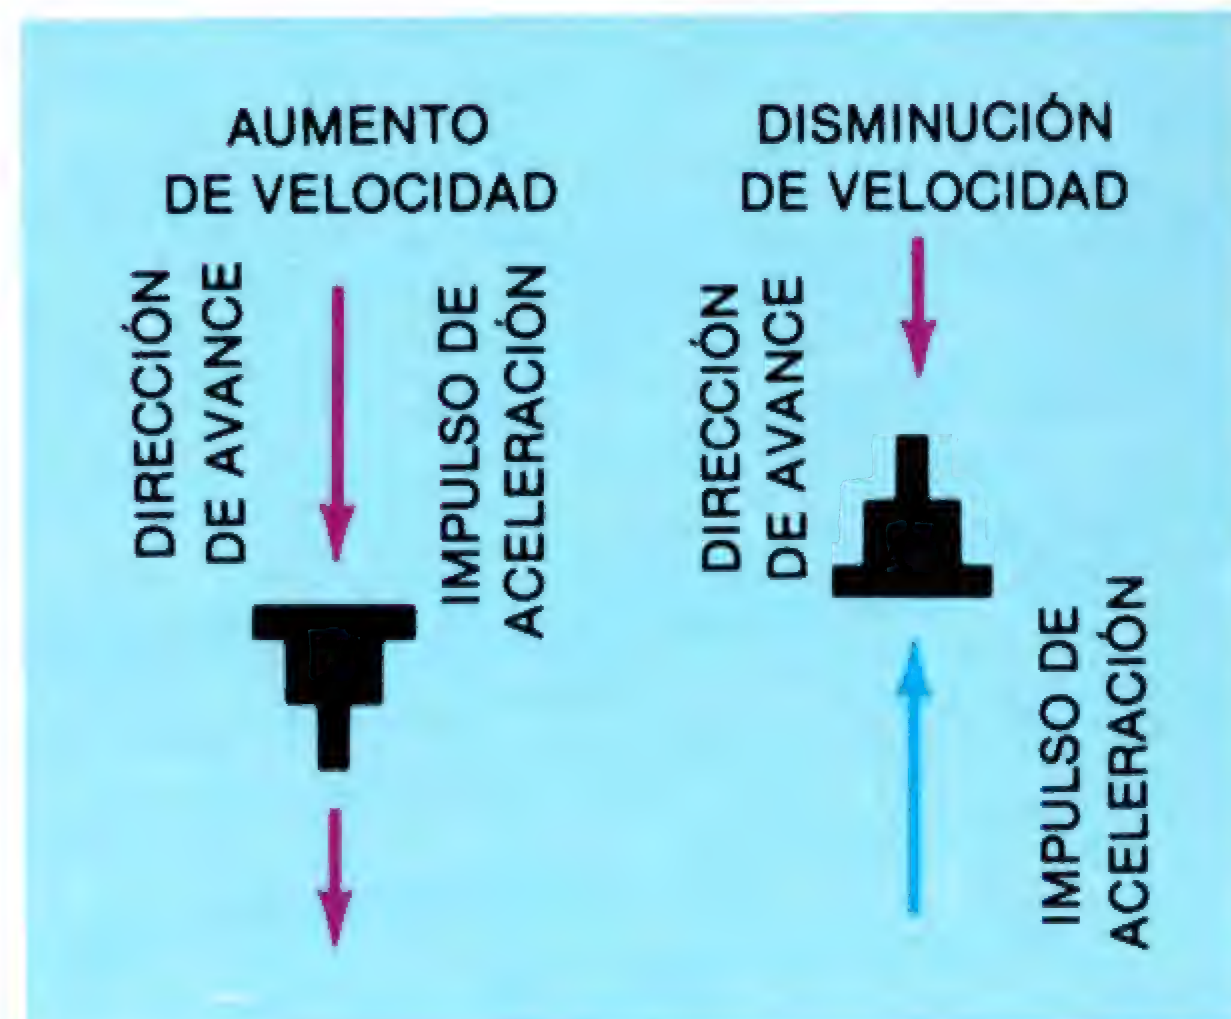 AUMENTO
DE VELOCIDAD
DIRECCIÓN
DE AVANCE
IMPULSO DE
ACELERACIÓN
DISMINUCIÓN
DE VELOCIDAD
DIRECCIÓN
DE AVANCE
IMPULSO DE
ACELERACIÓN